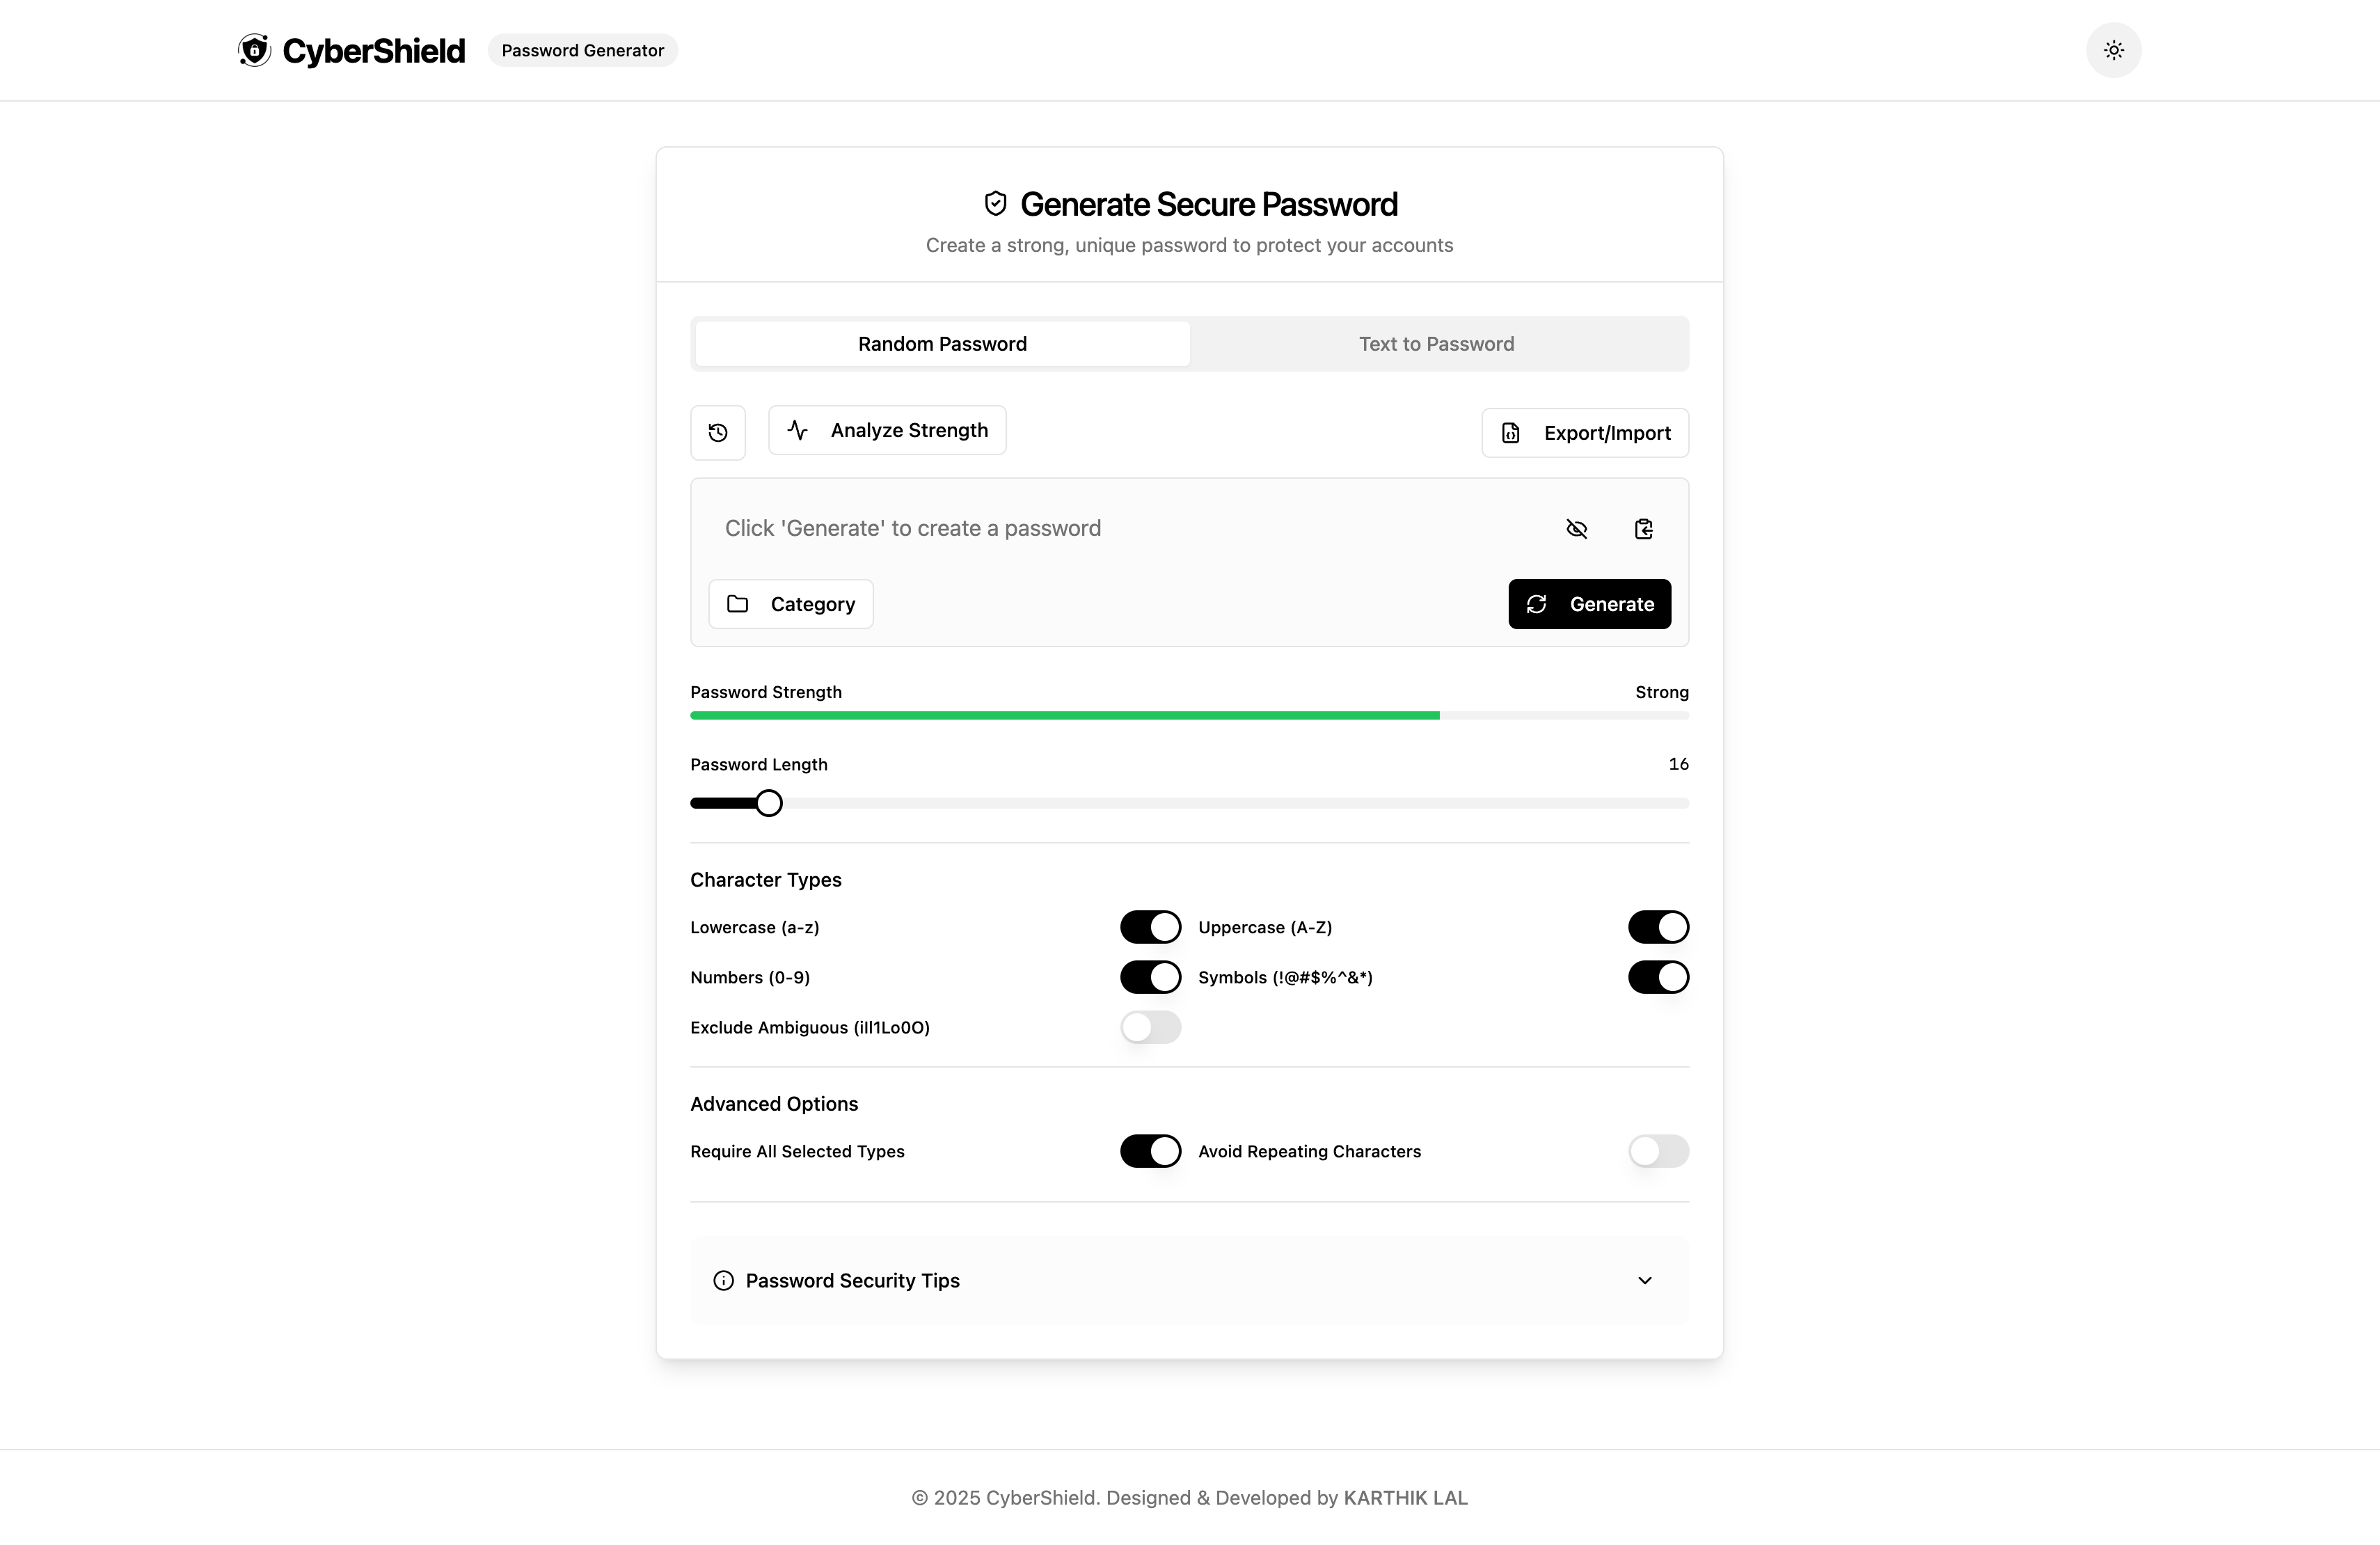 CyberShield
Password Generator
Generate Secure Password
Create a strong, unique password to protect your accounts
Random Password
Text to Password
Analyze Strength
Export/Import
Click 'Generate' to create a password
Category
Generate
Password Strength
Strong
Password Length
16
Character Types
Lowercase (a-z)
Uppercase (A-Z)
Numbers (0-9)
Symbols (!@#$%^&*)
Exclude Ambiguous (iIl1Lo0O)
Advanced Options
Require All Selected Types
Avoid Repeating Characters
Password Security Tips
© 2025 CyberShield. Designed & Developed by KARTHIK LAL